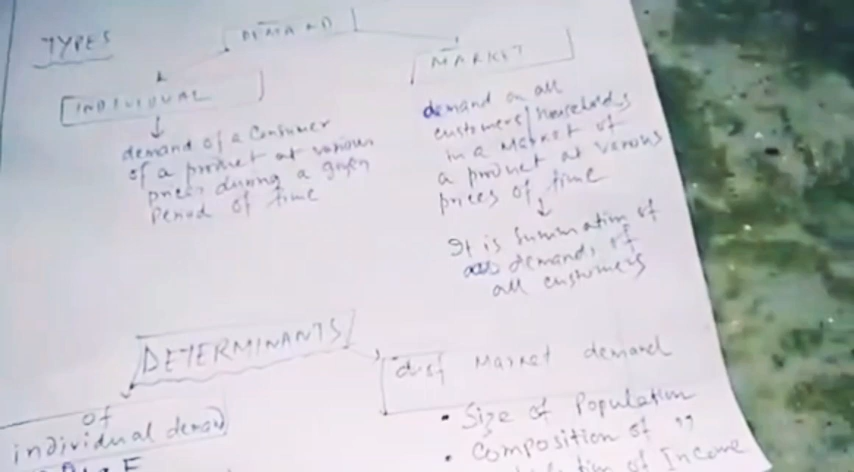 TYPES
DEMAND
INDIVIDUAL
demand of a Consumer
of a product at various
prices during a given
Period of time
MARKET
demand on all
customers/Households
in a Market of
a product at various
prices of time
It is Summation of
demands of
all customers
DETERMINANTS
of
individual demand
of Market demand
• Size of Population
• Composition of "
of Income